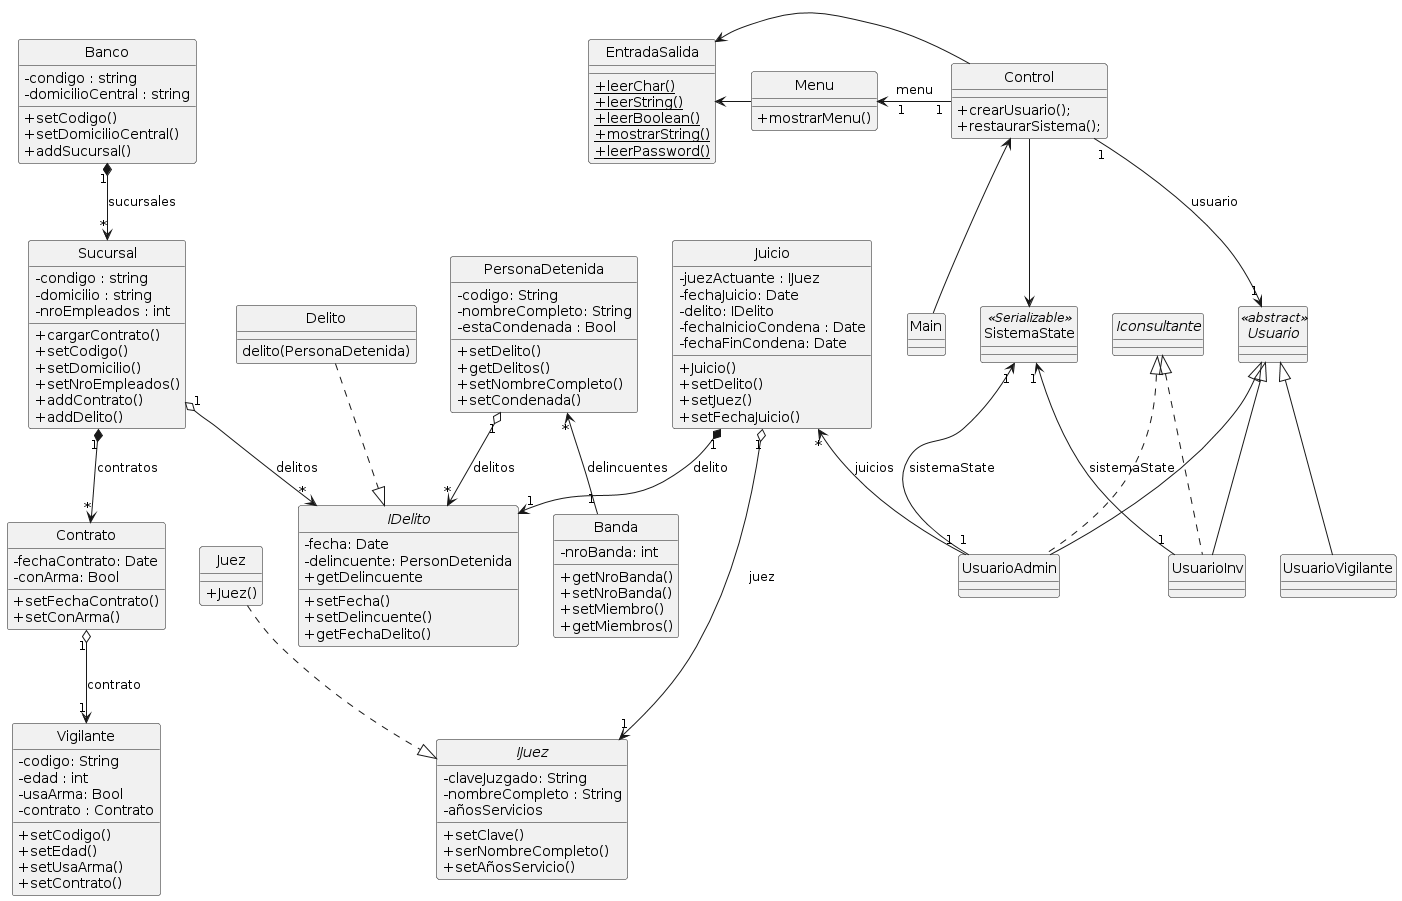 Banco
-condigo : string
-domicilioCentral : string
+setCodigo()
+setDomicilioCentral()
+addSucursal()
1
sucursales
*
EntradaSalida
+leerChar()
+leerString()
+leerBoolean()
+mostrarString()
+leerPassword()
Menu
+mostrarMenu()
menu
1
1
Control
+crearUsuario();
+restaurarSistema();
1
usuario
1
Sucursal
-condigo : string
-domicilio : string
-nroEmpleados : int
+cargarContrato()
+setCodigo()
+setDomicilio()
+setNroEmpleados()
+addContrato()
+addDelito()
1
delitos
*
1
contratos
*
Delito
delito(PersonaDetenida)
PersonaDetenida
-codigo: String
-nombreCompleto: String
-estaCondenada : Bool
+setDelito()
+getDelitos()
+setNombreCompleto()
+setCondenada()
1
delitos
*
*
delincuentes
1
Juicio
-juezActuante : IJuez
-fechaJuicio: Date
-delito: IDelito
-fechaInicioCondena : Date
-fechaFinCondena: Date
+Juicio()
+setDelito()
+setJuez()
+setFechaJuicio()
1
delito
1
1
juez
1
*
juicios
1
Main
«Serializable»
SistemaState
1
sistemaState
1
1
sistemaState
1
Iconsultante
«abstract»
Usuario
Contrato
-fechaContrato: Date
-conArma: Bool
+setFechaContrato()
+setConArma()
1
contrato
1
Juez
+Juez()
IDelito
-fecha: Date
-delincuente: PersonDetenida
+getDelincuente
+setFecha()
+setDelincuente()
+getFechaDelito()
Banda
-nroBanda: int
+getNroBanda()
+setNroBanda()
+setMiembro()
+getMiembros()
UsuarioAdmin
UsuarioInv
UsuarioVigilante
Vigilante
-codigo: String
-edad : int
-usaArma: Bool
-contrato : Contrato
+setCodigo()
+setEdad()
+setUsaArma()
+setContrato()
IJuez
-claveJuzgado: String
-nombreCompleto : String
-añosServicios
+setClave()
+serNombreCompleto()
+setAñosServicio()